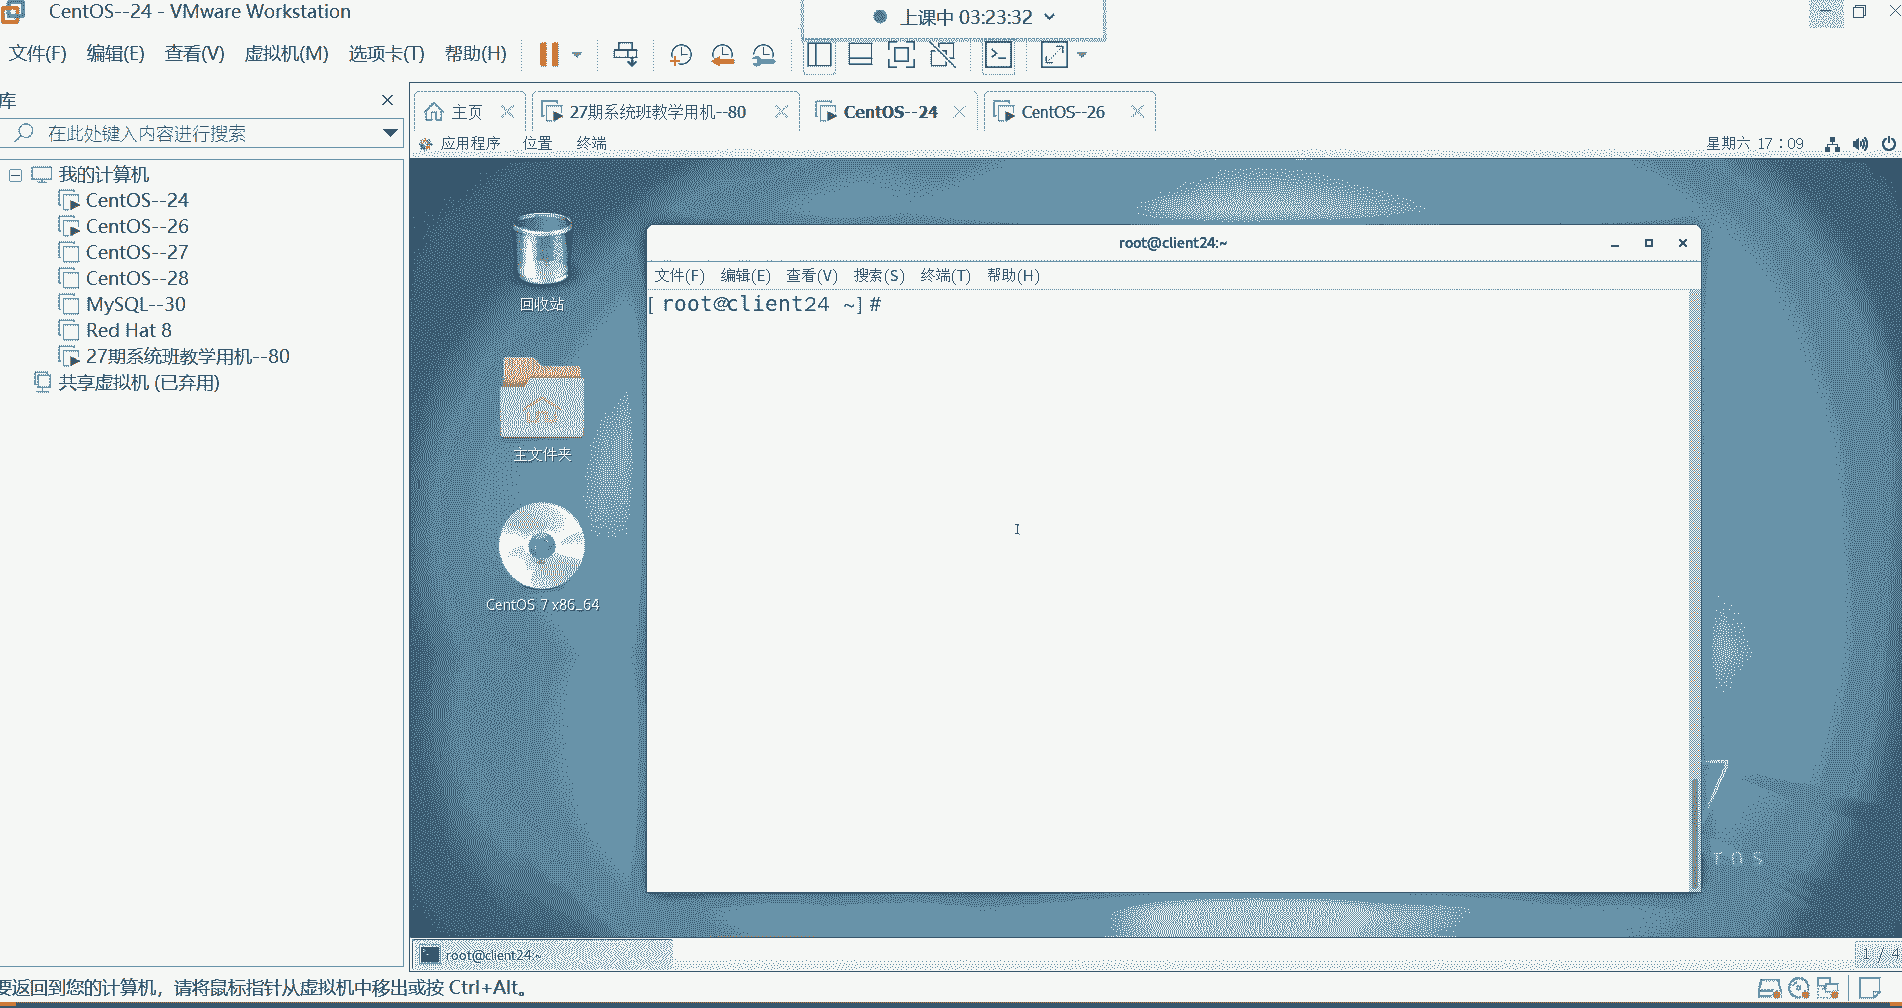 CentOS--24 - VMware Workstation
上课中 03:23:32
文件(F) 编辑(E) 查看(V) 虚拟机(M) 选项卡(T) 帮助(H)
库
在此处键入内容进行搜索
我的计算机
CentOS--24
CentOS--26
CentOS--27
CentOS--28
MySQL--30
Red Hat 8
27期系统班教学用机--80
共享虚拟机 (已弃用)
主页 27期系统班教学用机--80 CentOS--24 CentOS--26
应用程序 位置 终端 星期六 17：09
回收站
主文件夹
CentOS 7 x86_64
root@client24:~
文件(F) 编辑(E) 查看(V) 搜索(S) 终端(T) 帮助(H)
[root@client24 ~]#
7
root@client24:~
1 / 4
要返回到您的计算机，请将鼠标指针从虚拟机中移出或按 Ctrl+Alt。